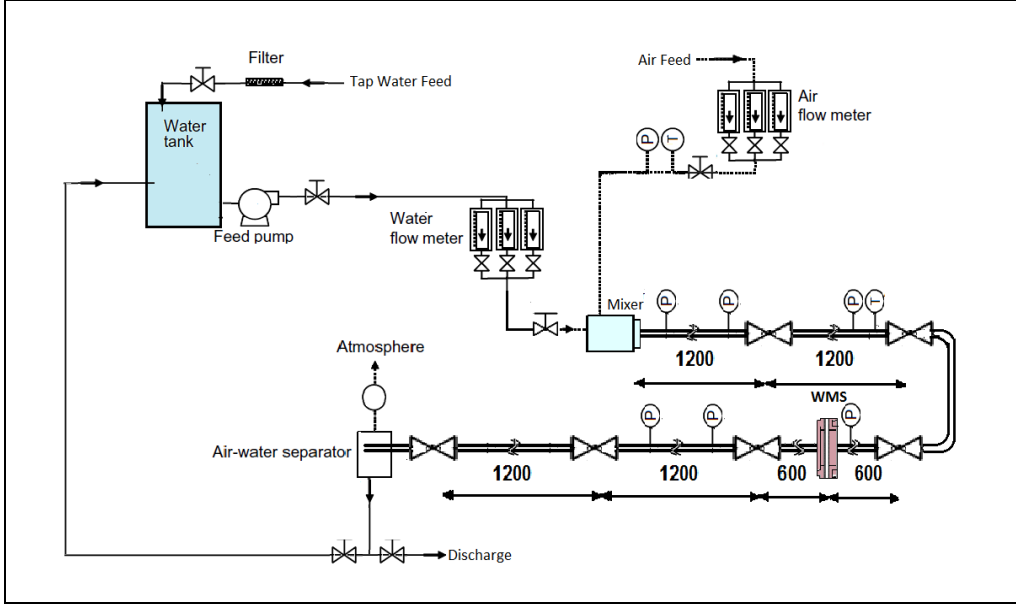 Filter
Tap Water Feed
Water
tank
Feed pump
Water
flow meter
Air Feed
Air
flow meter
P
T
Mixer
P
P
P
T
1200
1200
WMS
Atmosphere
P
P
P
Air-water separator
1200
1200
600
600
Discharge